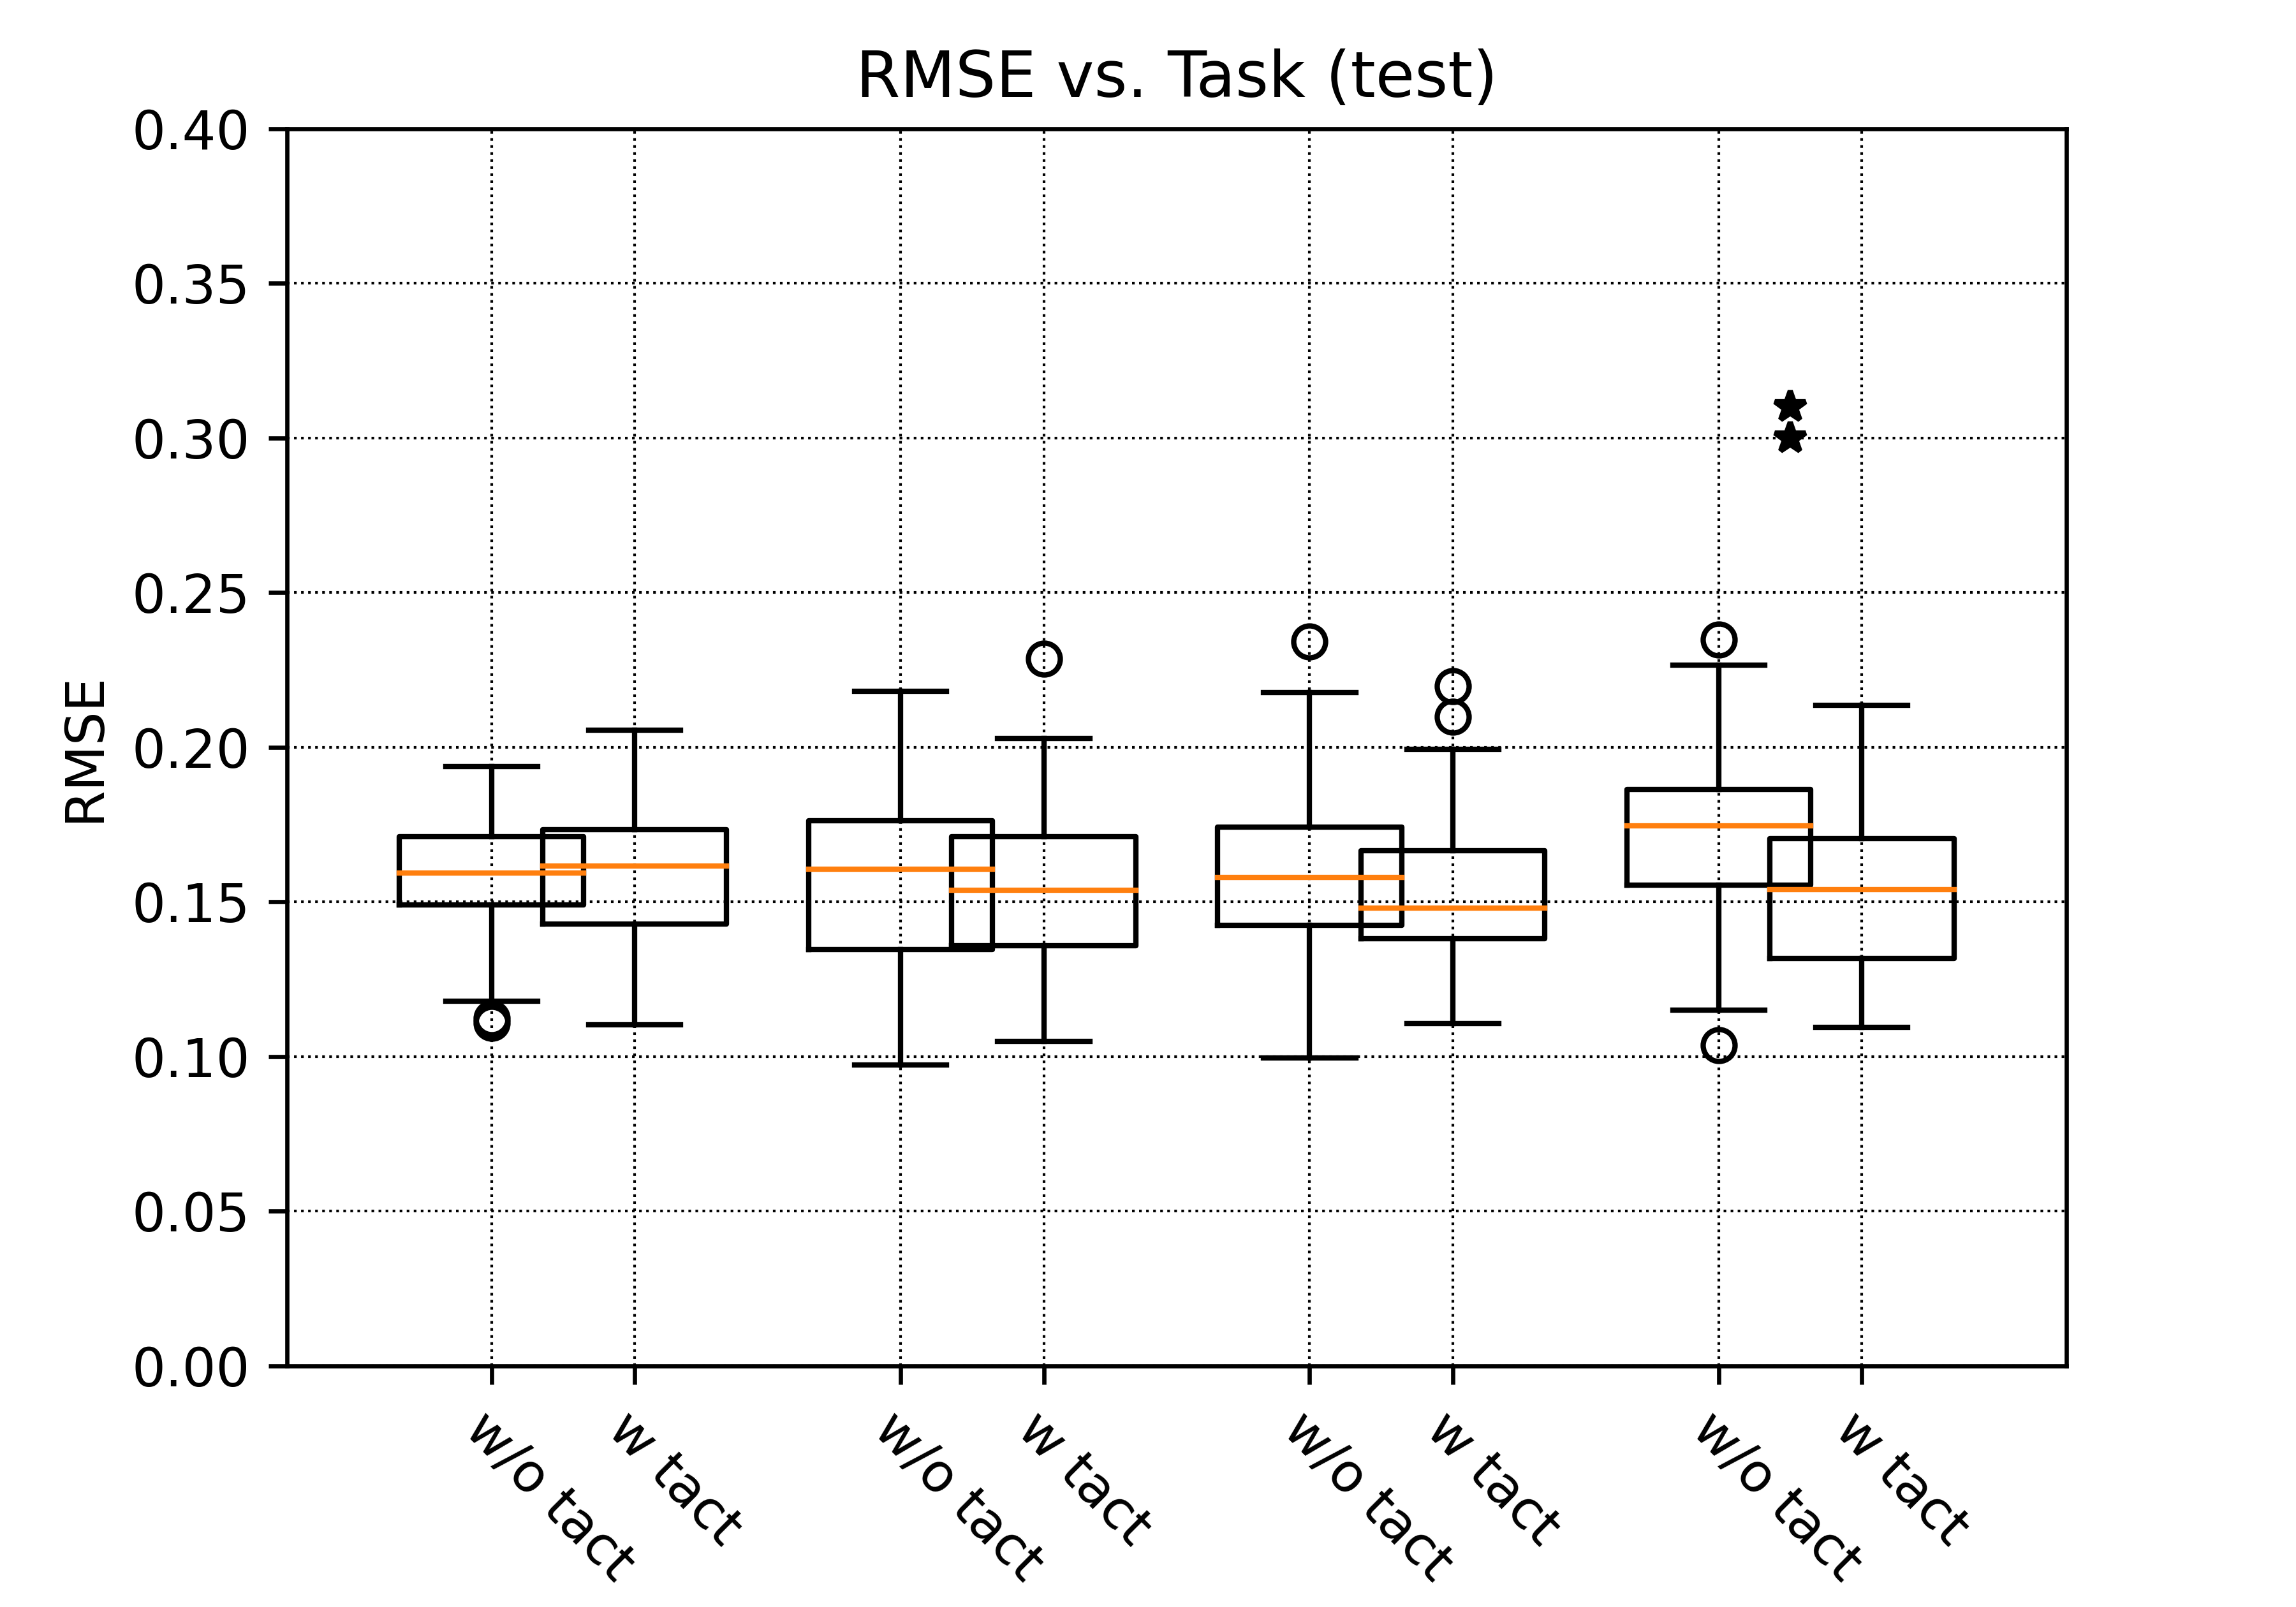 RMSE vs. Task (test)
0.40
0.35
0.30
0.25
0.20
0.15
0.10
0.05
0.00
RMSE
w/o tact
w tact
w/o tact
w tact
w/o tact
w tact
w/o tact
w tact